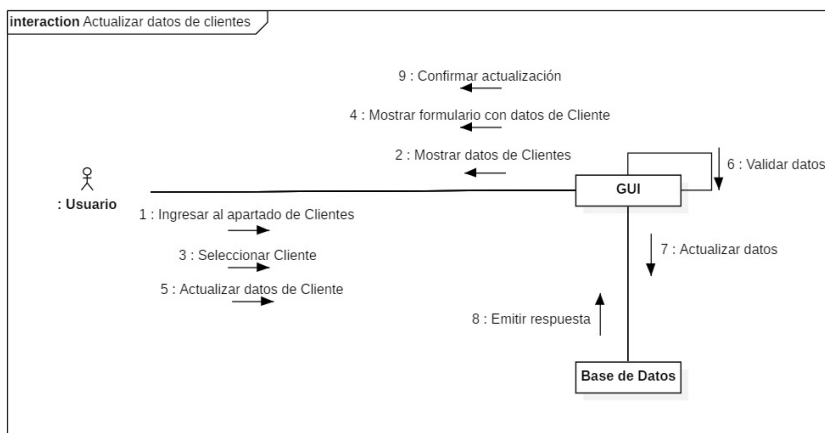 interaction Actualizar datos de clientes
9 : Confirmar actualización
4 : Mostrar formulario con datos de Cliente
2 : Mostrar datos de Clientes
6 : Validar datos
GUI
: Usuario
1 : Ingresar al apartado de Clientes
3 : Seleccionar Cliente
7 : Actualizar datos
5 : Actualizar datos de Cliente
8 : Emitir respuesta
Base de Datos